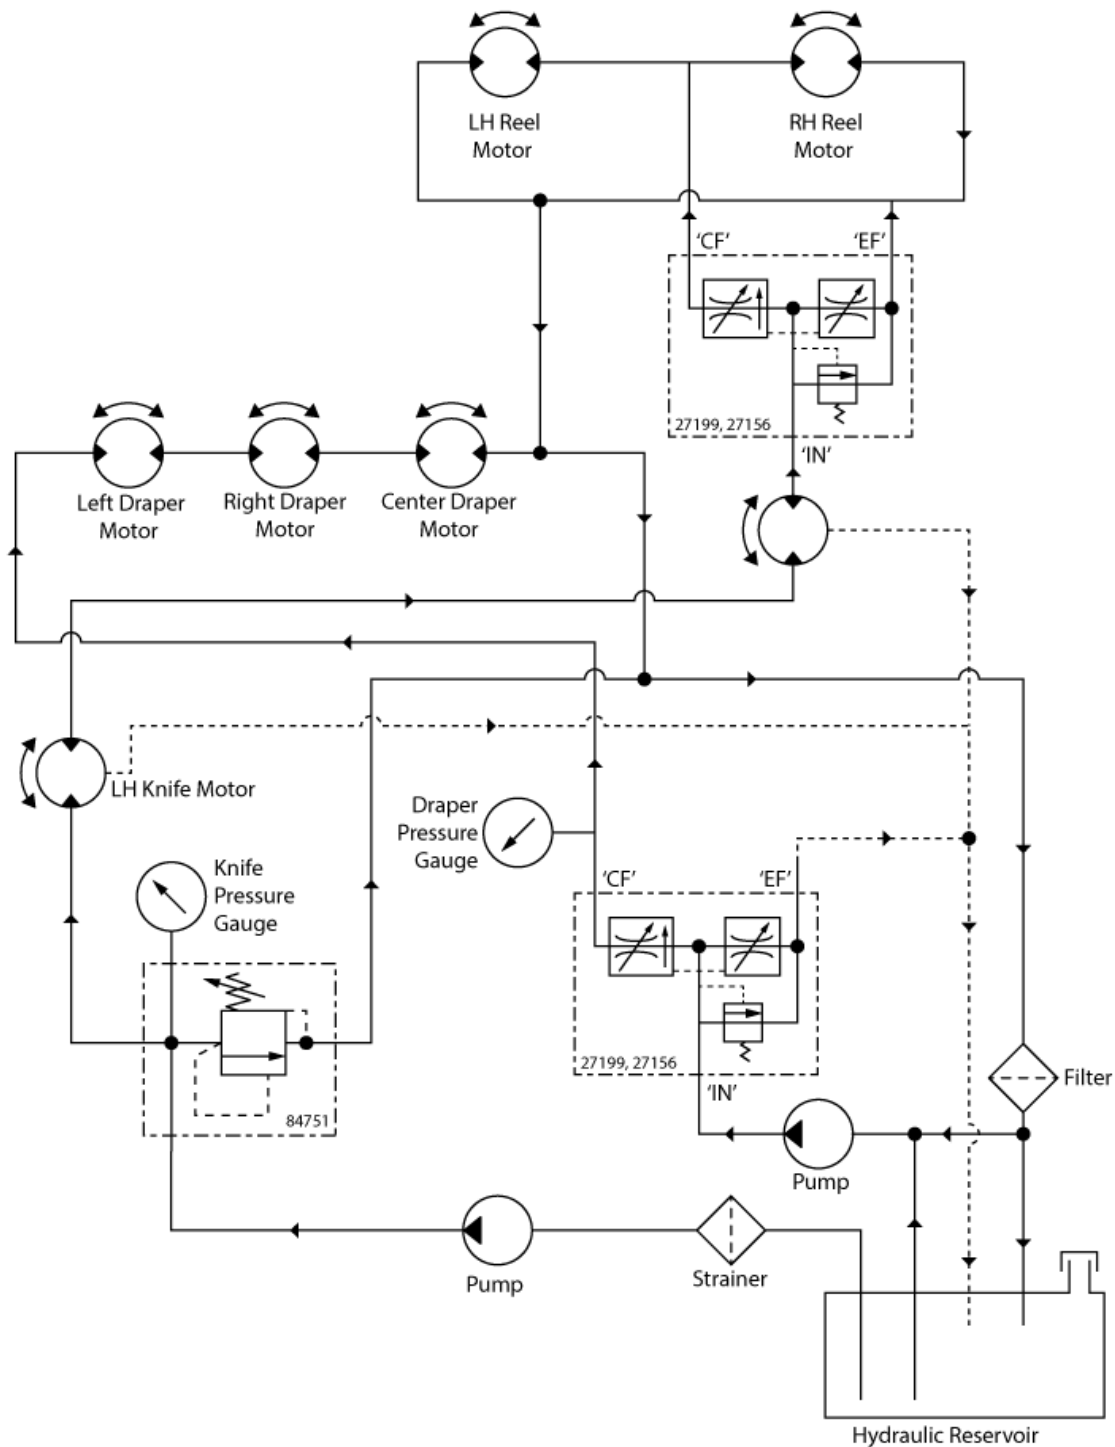 LH Reel
Motor
RH Reel
Motor
‘CF’
‘EF’
27199, 27156
‘IN’
Left Draper
Motor
Right Draper
Motor
Center Draper
Motor
LH Knife Motor
Draper
Pressure
Gauge
Knife
Pressure
Gauge
‘CF’
‘EF’
27199, 27156
‘IN’
84751
Filter
Pump
Pump
Strainer
Hydraulic Reservoir